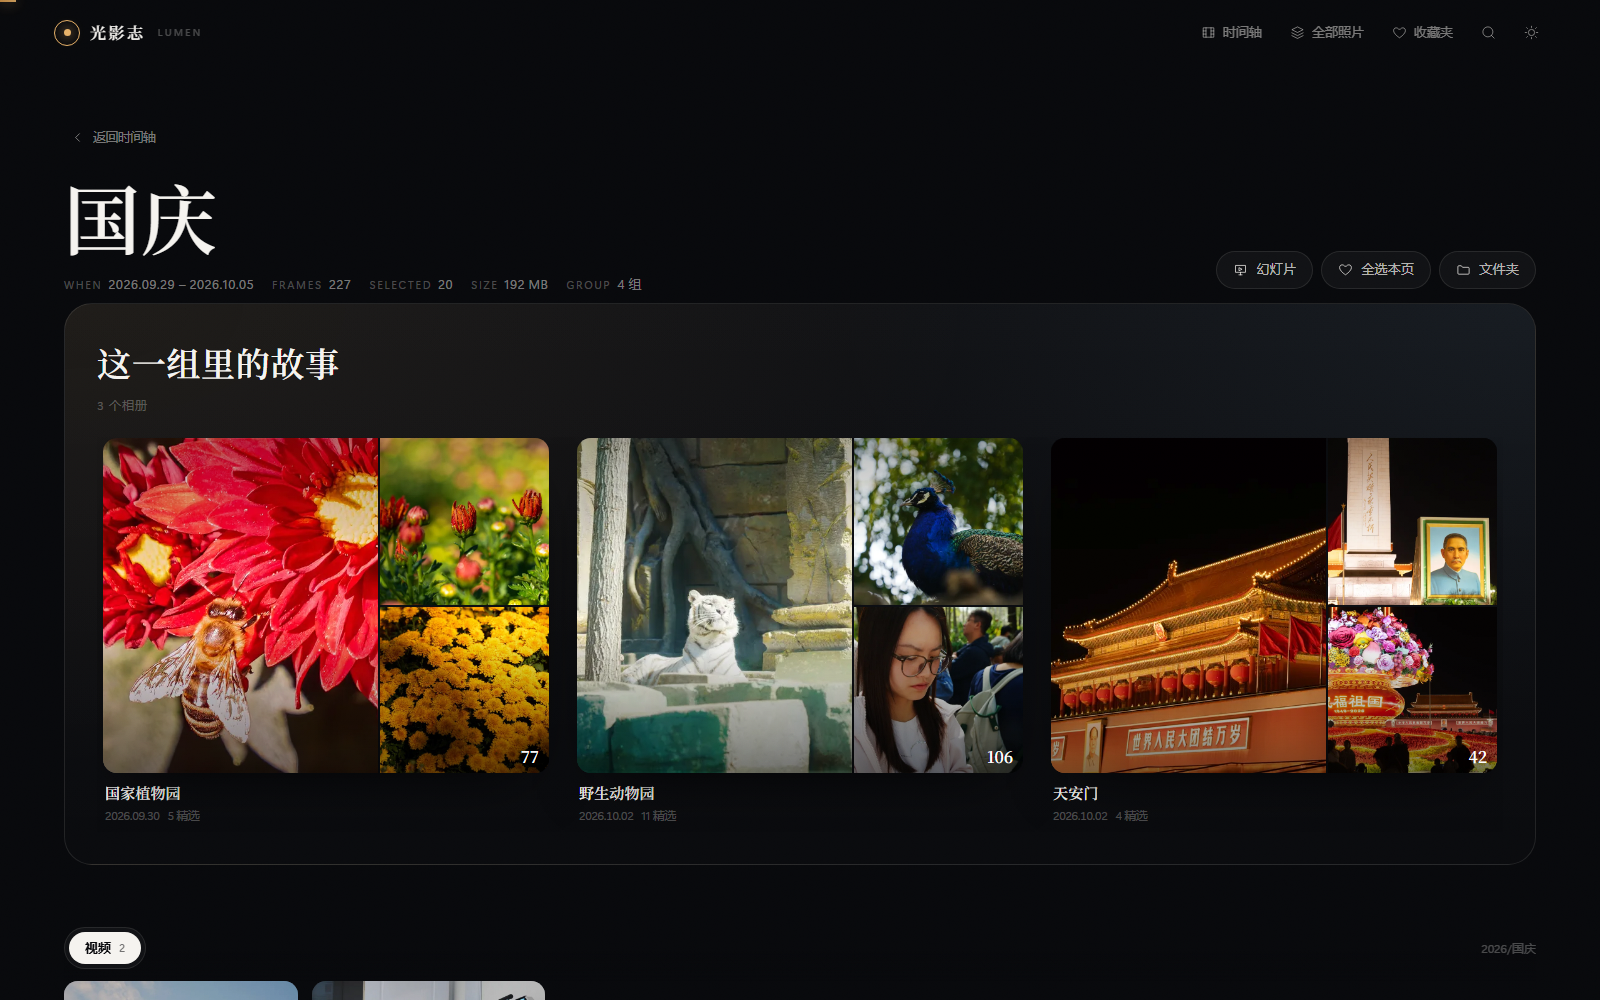 光影志 LUMEN
时间轴 全部照片 收藏夹
返回时间轴
国庆
WHEN 2026.09.29 – 2026.10.05 FRAMES 227 SELECTED 20 SIZE 192 MB GROUP 4 组
幻灯片 全选本页 文件夹
这一组里的故事
3 个相册
世界人民大团结万岁
岁
福祖国
77
106
42
国家植物园
2026.09.30 5 精选
野生动物园
2026.10.02 11 精选
天安门
2026.10.02 4 精选
视频 2
2026/国庆